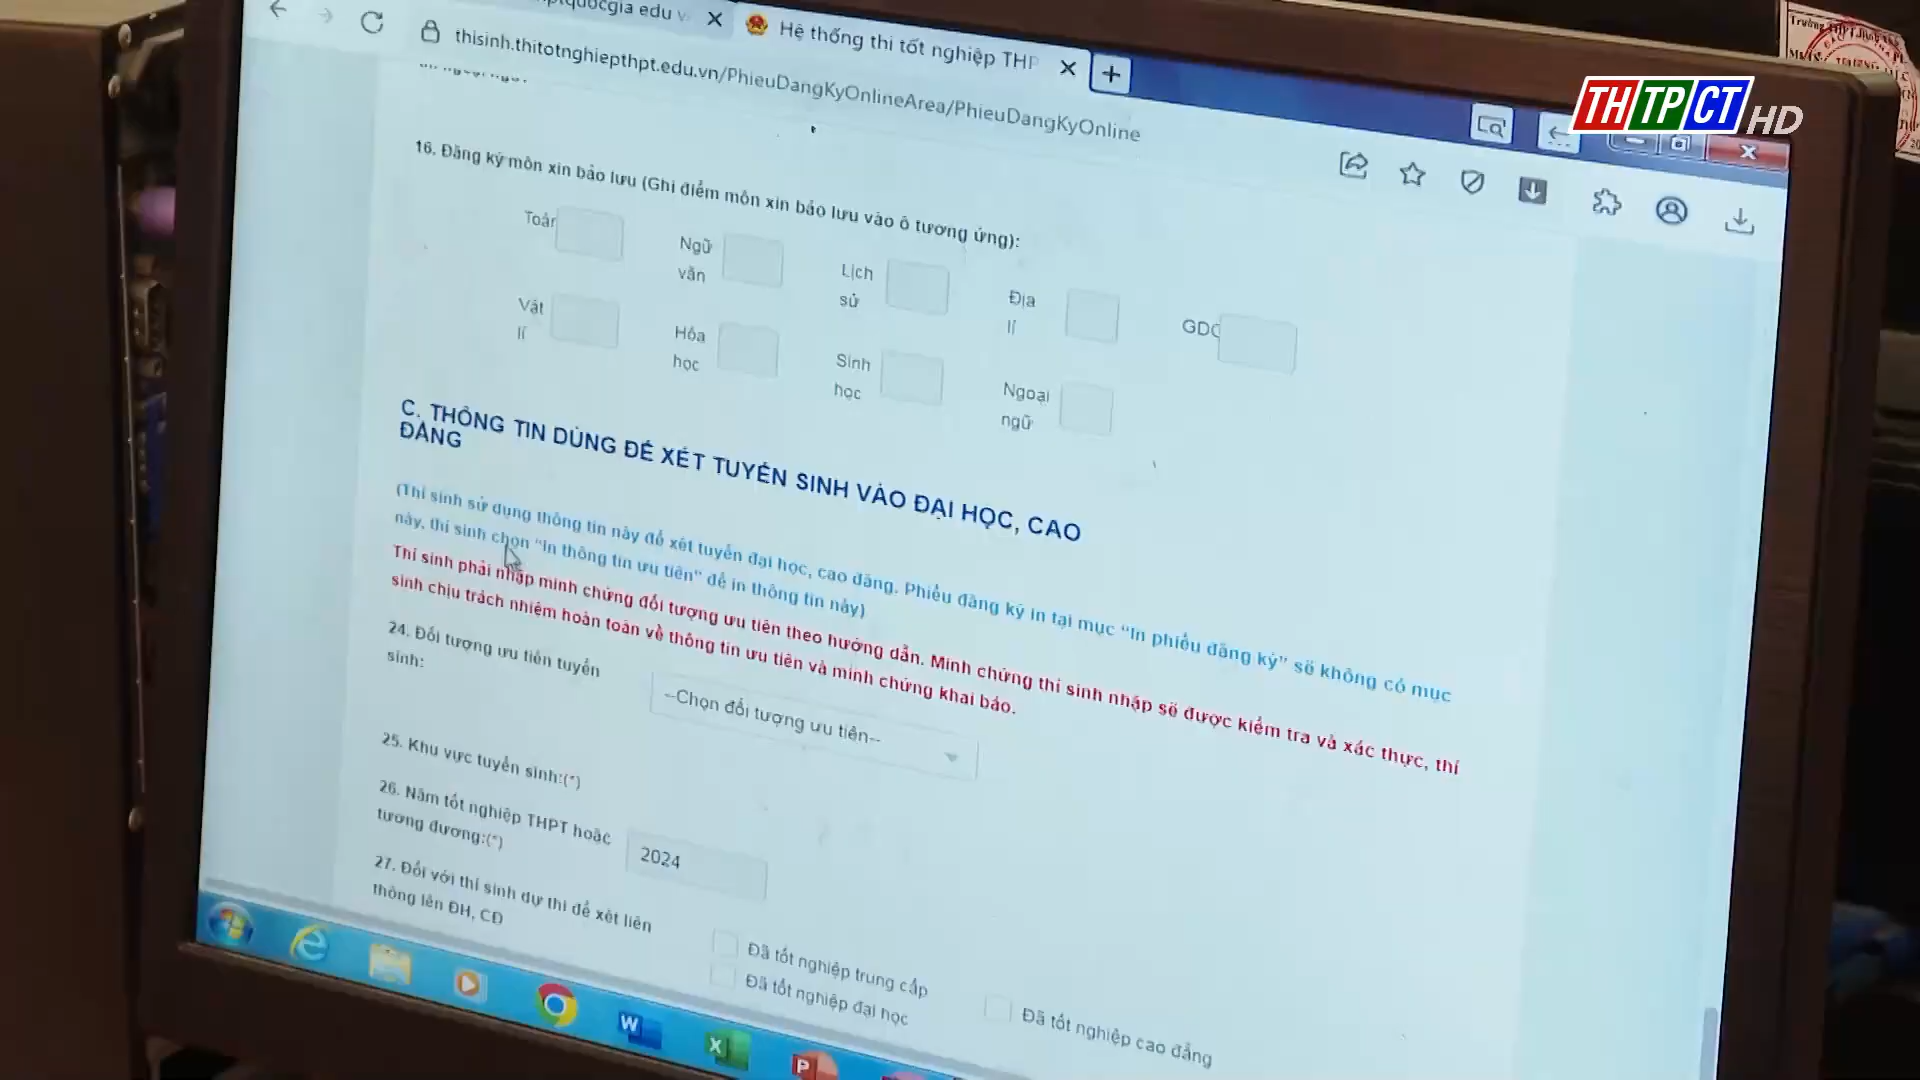 quocgia edu v
Hệ thống thi tốt nghiệp THP
thisinh.thitotnghiepthpt.edu.vn/PhieuDangKyOnlineArea/PhieuDangKyOnline
THTPCT HD
16. Đăng ký môn xin bảo lưu (Ghi điểm môn xin bảo lưu vào ô tương ứng):
Toán
Ngữ văn
Lịch sử
Địa lí
GDC
Vật lí
Hóa học
Sinh học
Ngoại ngữ
C. THÔNG TIN DÙNG ĐỂ XÉT TUYỂN SINH VÀO ĐẠI HỌC, CAO
ĐẲNG
(Thí sinh sử dụng thông tin này để xét tuyển đại học, cao đẳng. Phiếu đăng ký in tại mục "In phiếu đăng ký" sẽ không có mục
này, thí sinh chọn "In thông tin ưu tiên" để in thông tin này)
Thí sinh phải nhập minh chứng đối tượng ưu tiên theo hướng dẫn. Minh chứng thí sinh nhập sẽ được kiểm tra và xác thực, thí
sinh chịu trách nhiệm hoàn toàn về thông tin ưu tiên và minh chứng khai báo.
24. Đối tượng ưu tiên tuyển
sinh:
--Chọn đối tượng ưu tiên--
25. Khu vực tuyển sinh:(*)
26. Năm tốt nghiệp THPT hoặc
tương đương:(*)
2024
27. Đối với thí sinh dự thi để xét liên
thông lên ĐH, CĐ
Đã tốt nghiệp trung cấp
Đã tốt nghiệp cao đẳng
Đã tốt nghiệp đại học